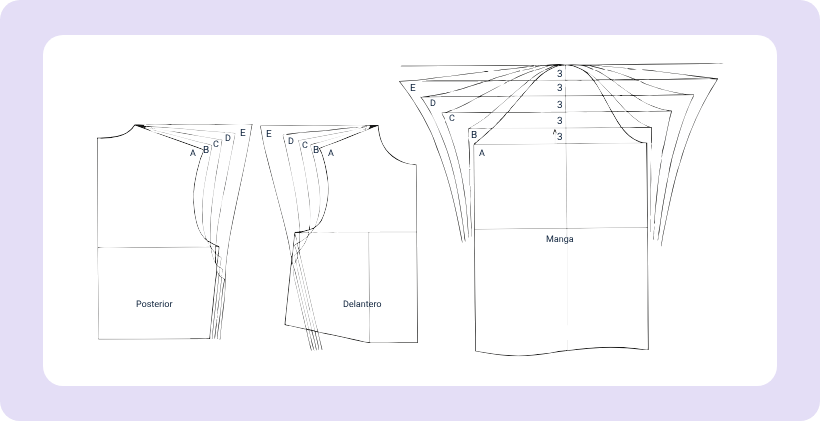 A
B
C
D
E
Posterior
E
D
C
B
A
Delantero
E
D
C
B
A
3
3
3
3
^3
Manga